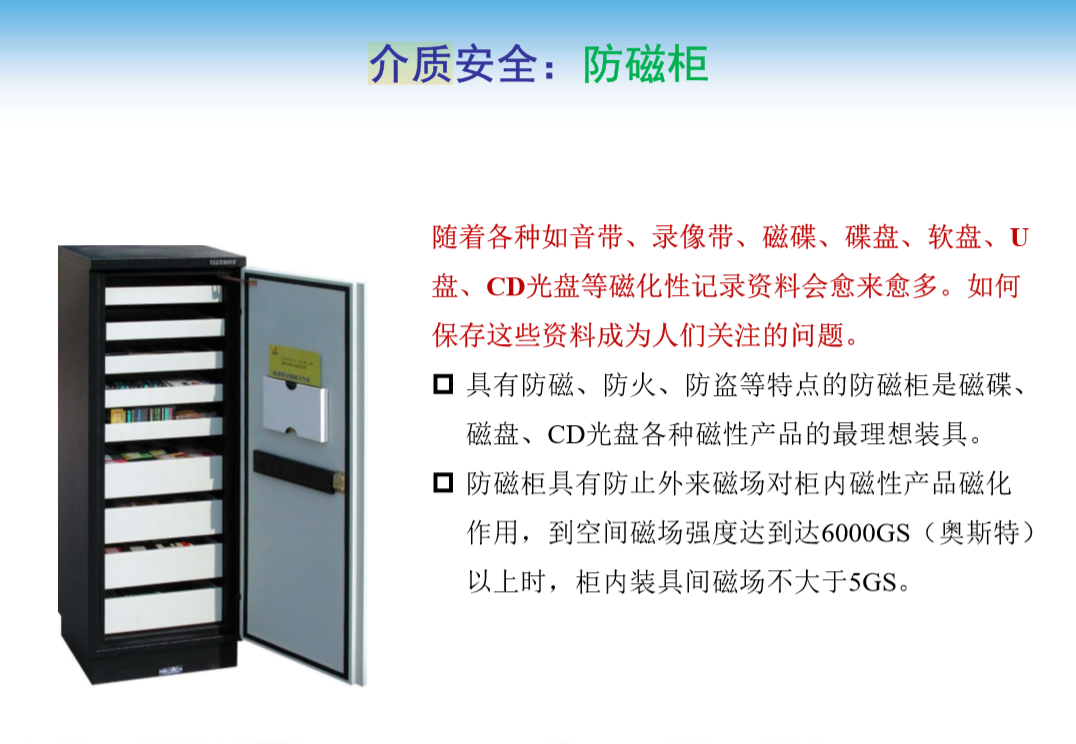 介质安全：防磁柜
随着各种如音带、录像带、磁碟、碟盘、软盘、U
盘、CD光盘等磁化性记录资料会愈来愈多。如何
保存这些资料成为人们关注的问题。
具有防磁、防火、防盗等特点的防磁柜是磁碟、
磁盘、CD光盘各种磁性产品的最理想装具。
防磁柜具有防止外来磁场对柜内磁性产品磁化
作用，到空间磁场强度达到达6000GS（奥斯特）
以上时，柜内装具间磁场不大于5GS。